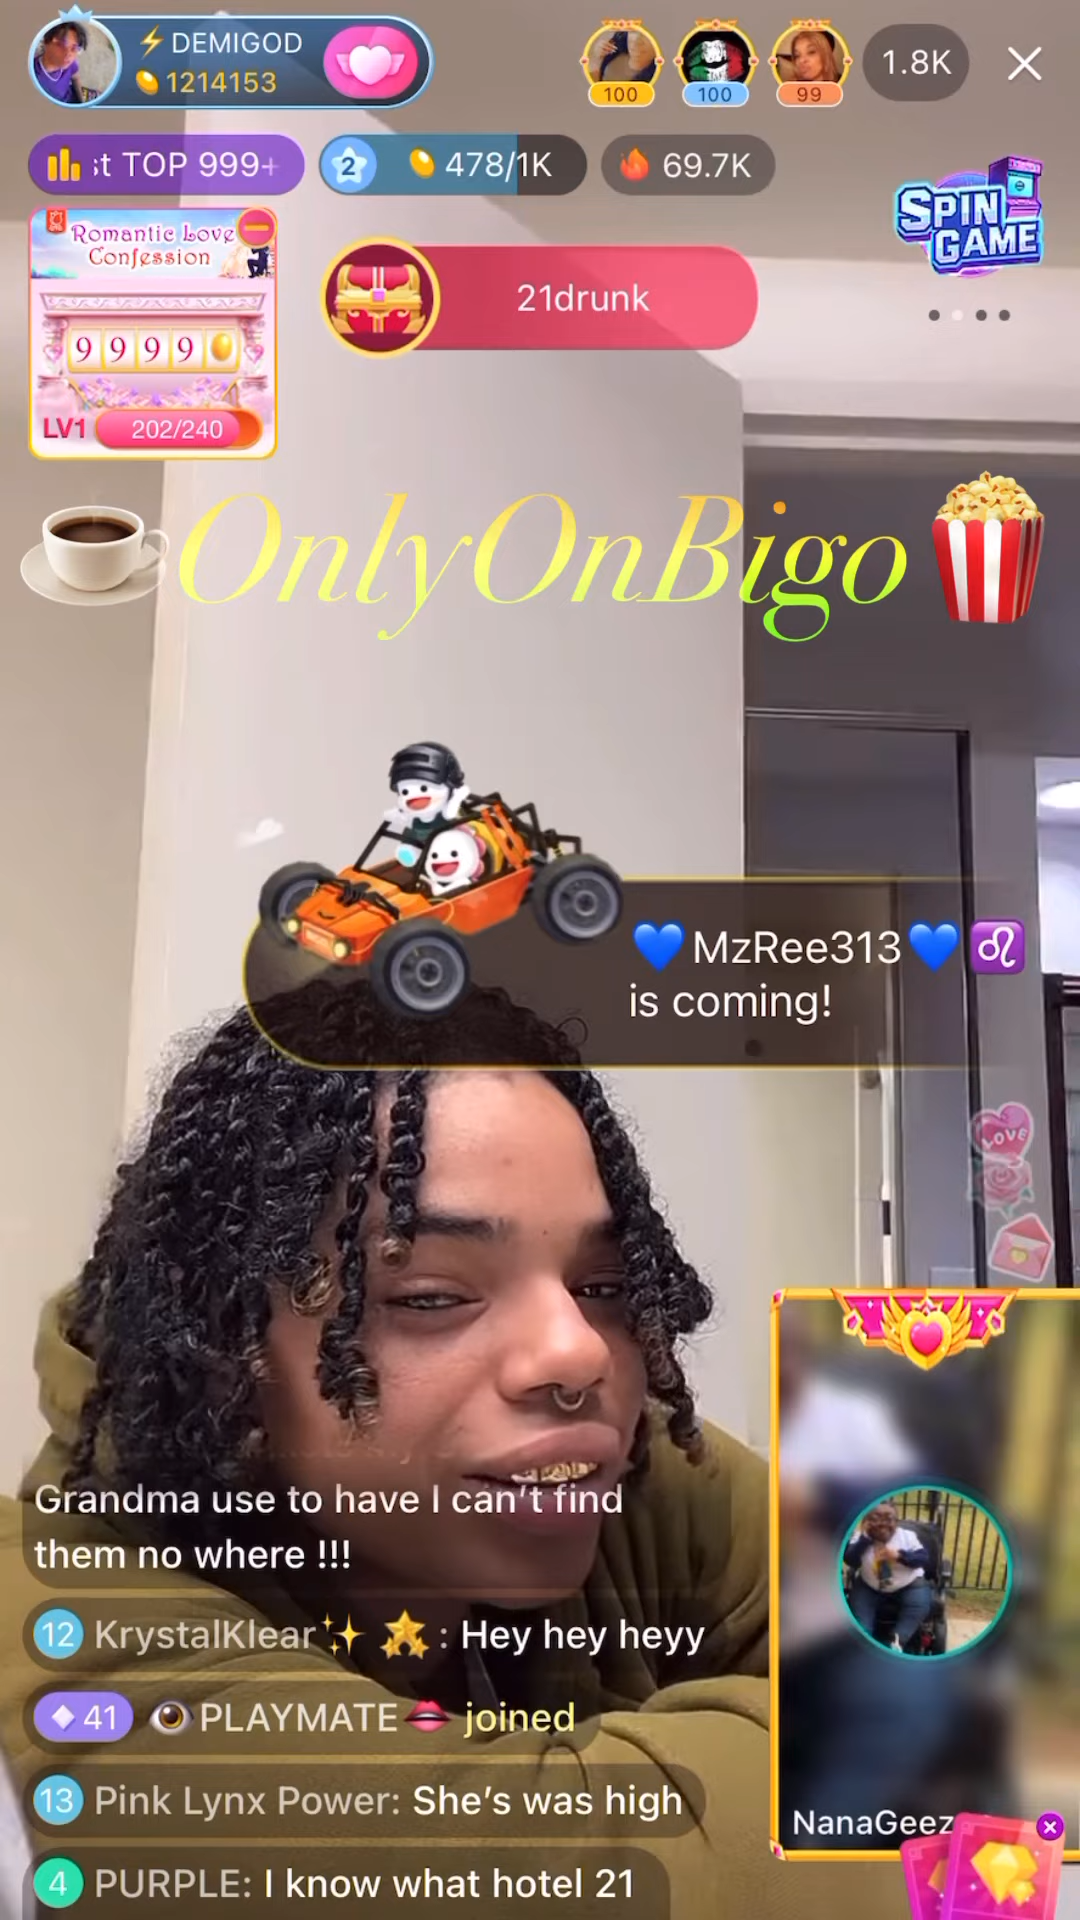 ⚡DEMIGOD
1214153
100
100
99
1.8K
st TOP 999+
2
478/1K
69.7K
SPIN
GAME
Romantic Love
Confession
9999
LV1
202/240
21drunk
OnlyOnBigo
💙MzRee313💙♌
is coming!
LOVE
Grandma use to have I can't find
them no where !!!
12 KrystalKlear✨ : Hey hey heyy
41 👁PLAYMATE👄 joined
13 Pink Lynx Power: She's was high
4 PURPLE: I know what hotel 21
NanaGeez